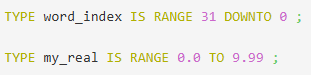 TYPE word_index IS RANGE 31 DOWNTO 0 ;
TYPE my_real IS RANGE 0.0 TO 9.99 ;